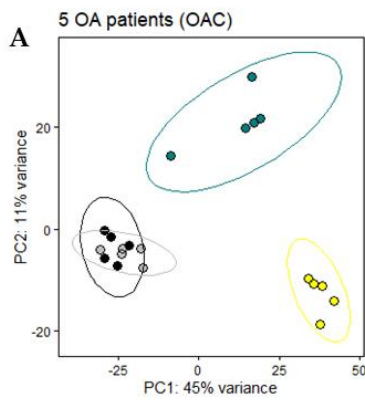 A
5 OA patients (OAC)
PC2: 11% variance
20
0
-20
-25
0
25
50
PC1: 45% variance